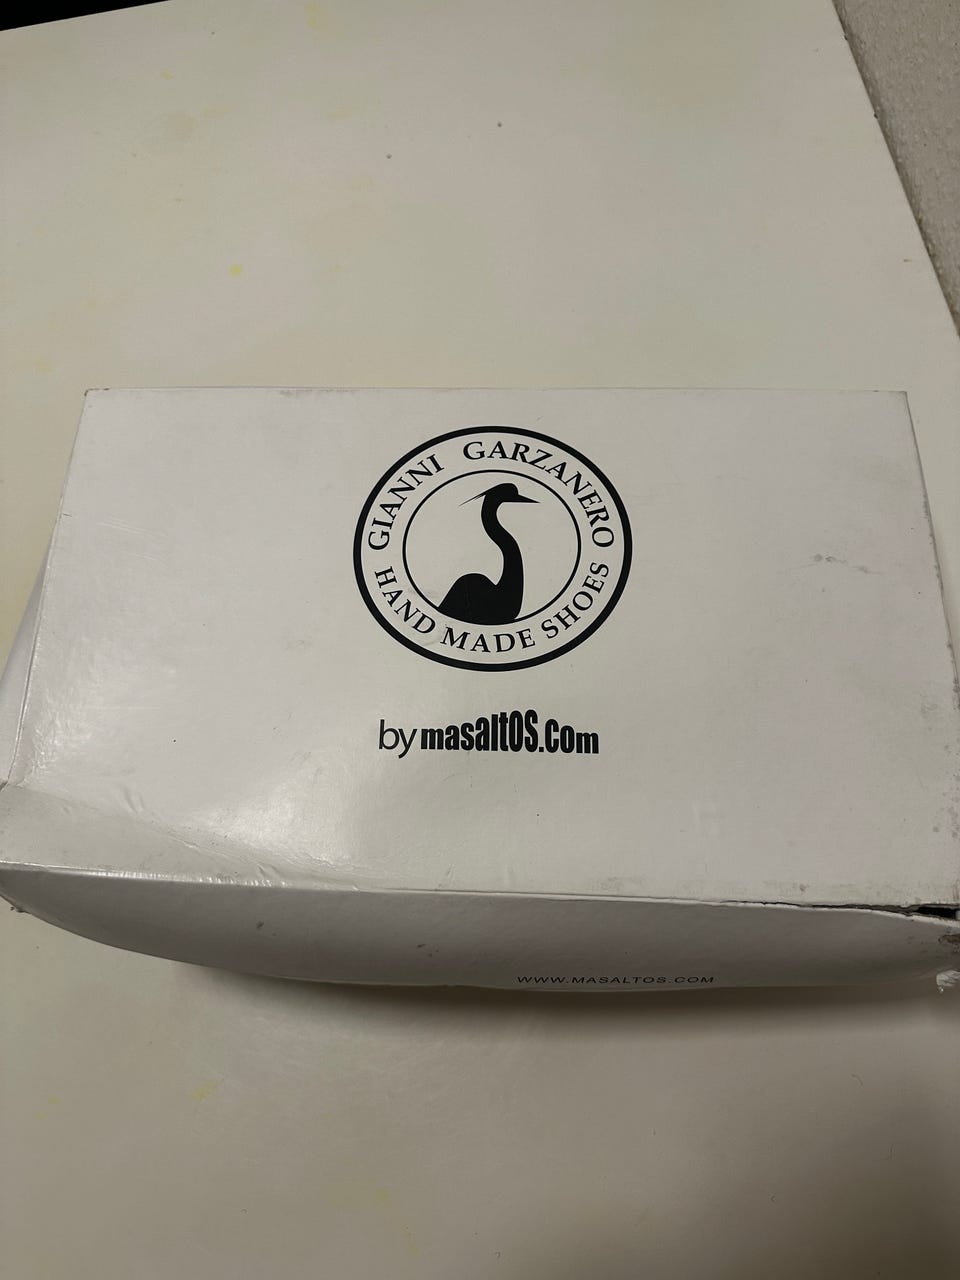 GIANNI GARZANERO
HAND MADE SHOES
by masaltos.com
WWW.MASALTOS.COM